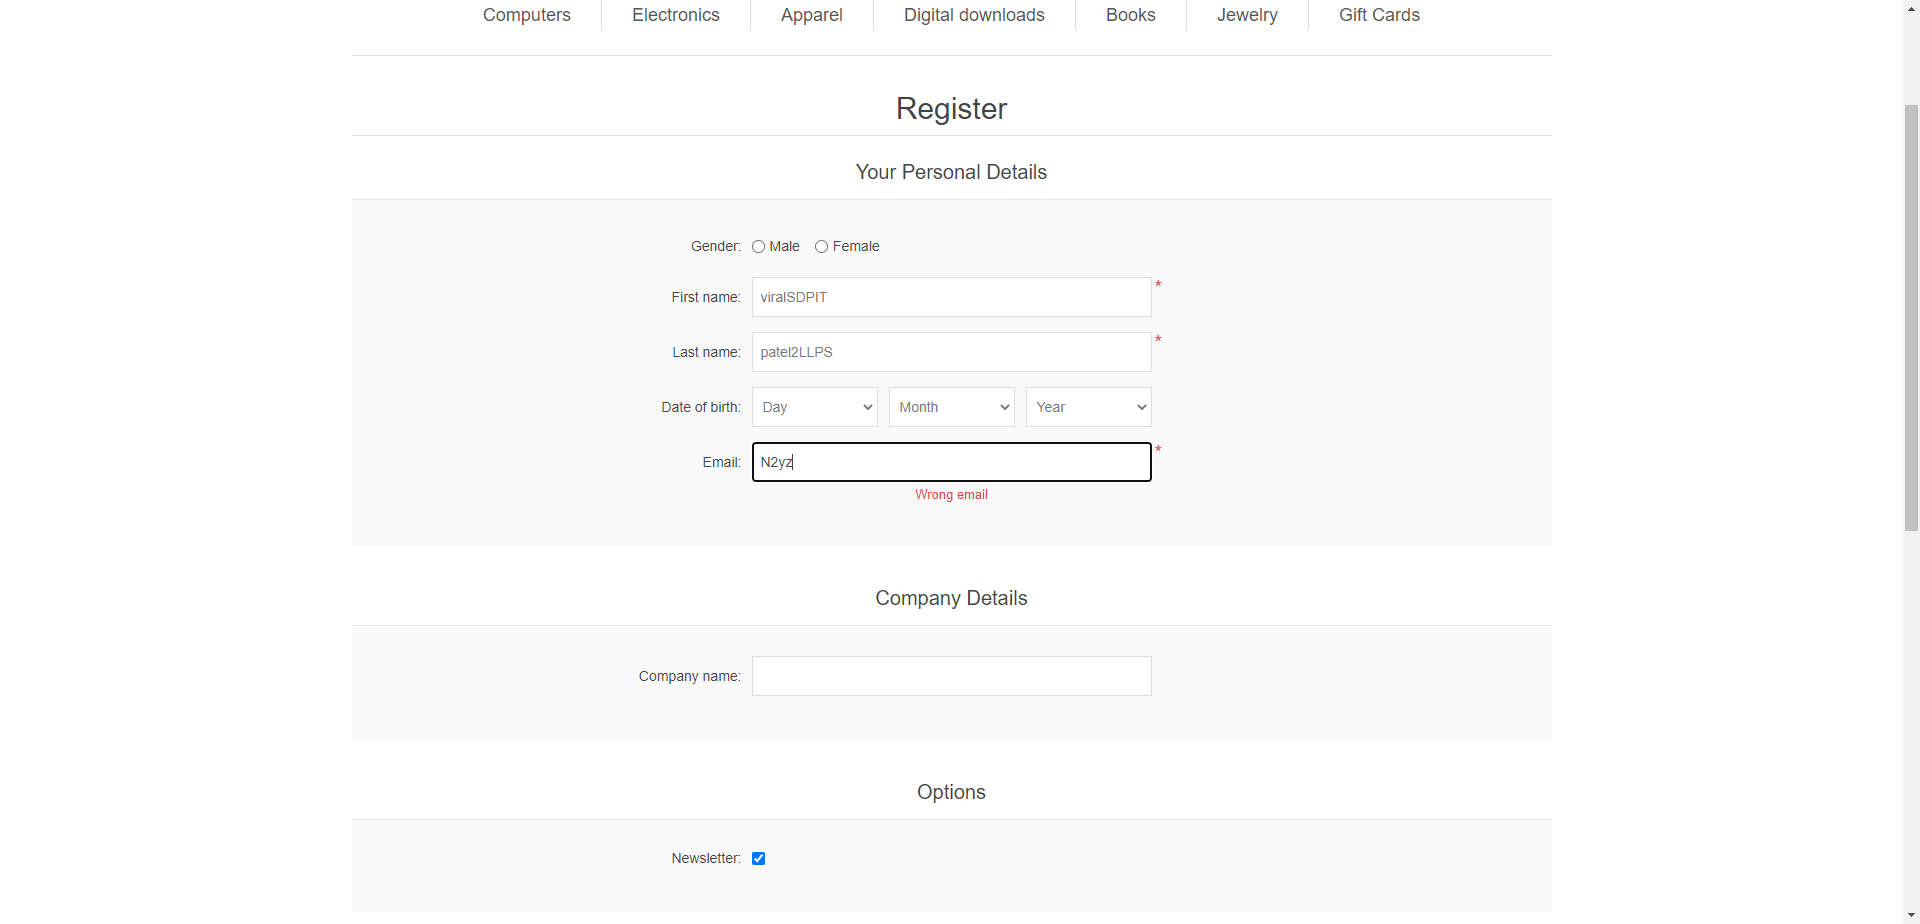 Computers Electronics Apparel Digital downloads Books Jewelry Gift Cards
Register
Your Personal Details
Gender: Male Female
First name: viralSDPIT *
Last name: patel2LLPS *
Date of birth: Day Month Year
Email: N2yz *
Wrong email
Company Details
Company name:
Options
Newsletter: